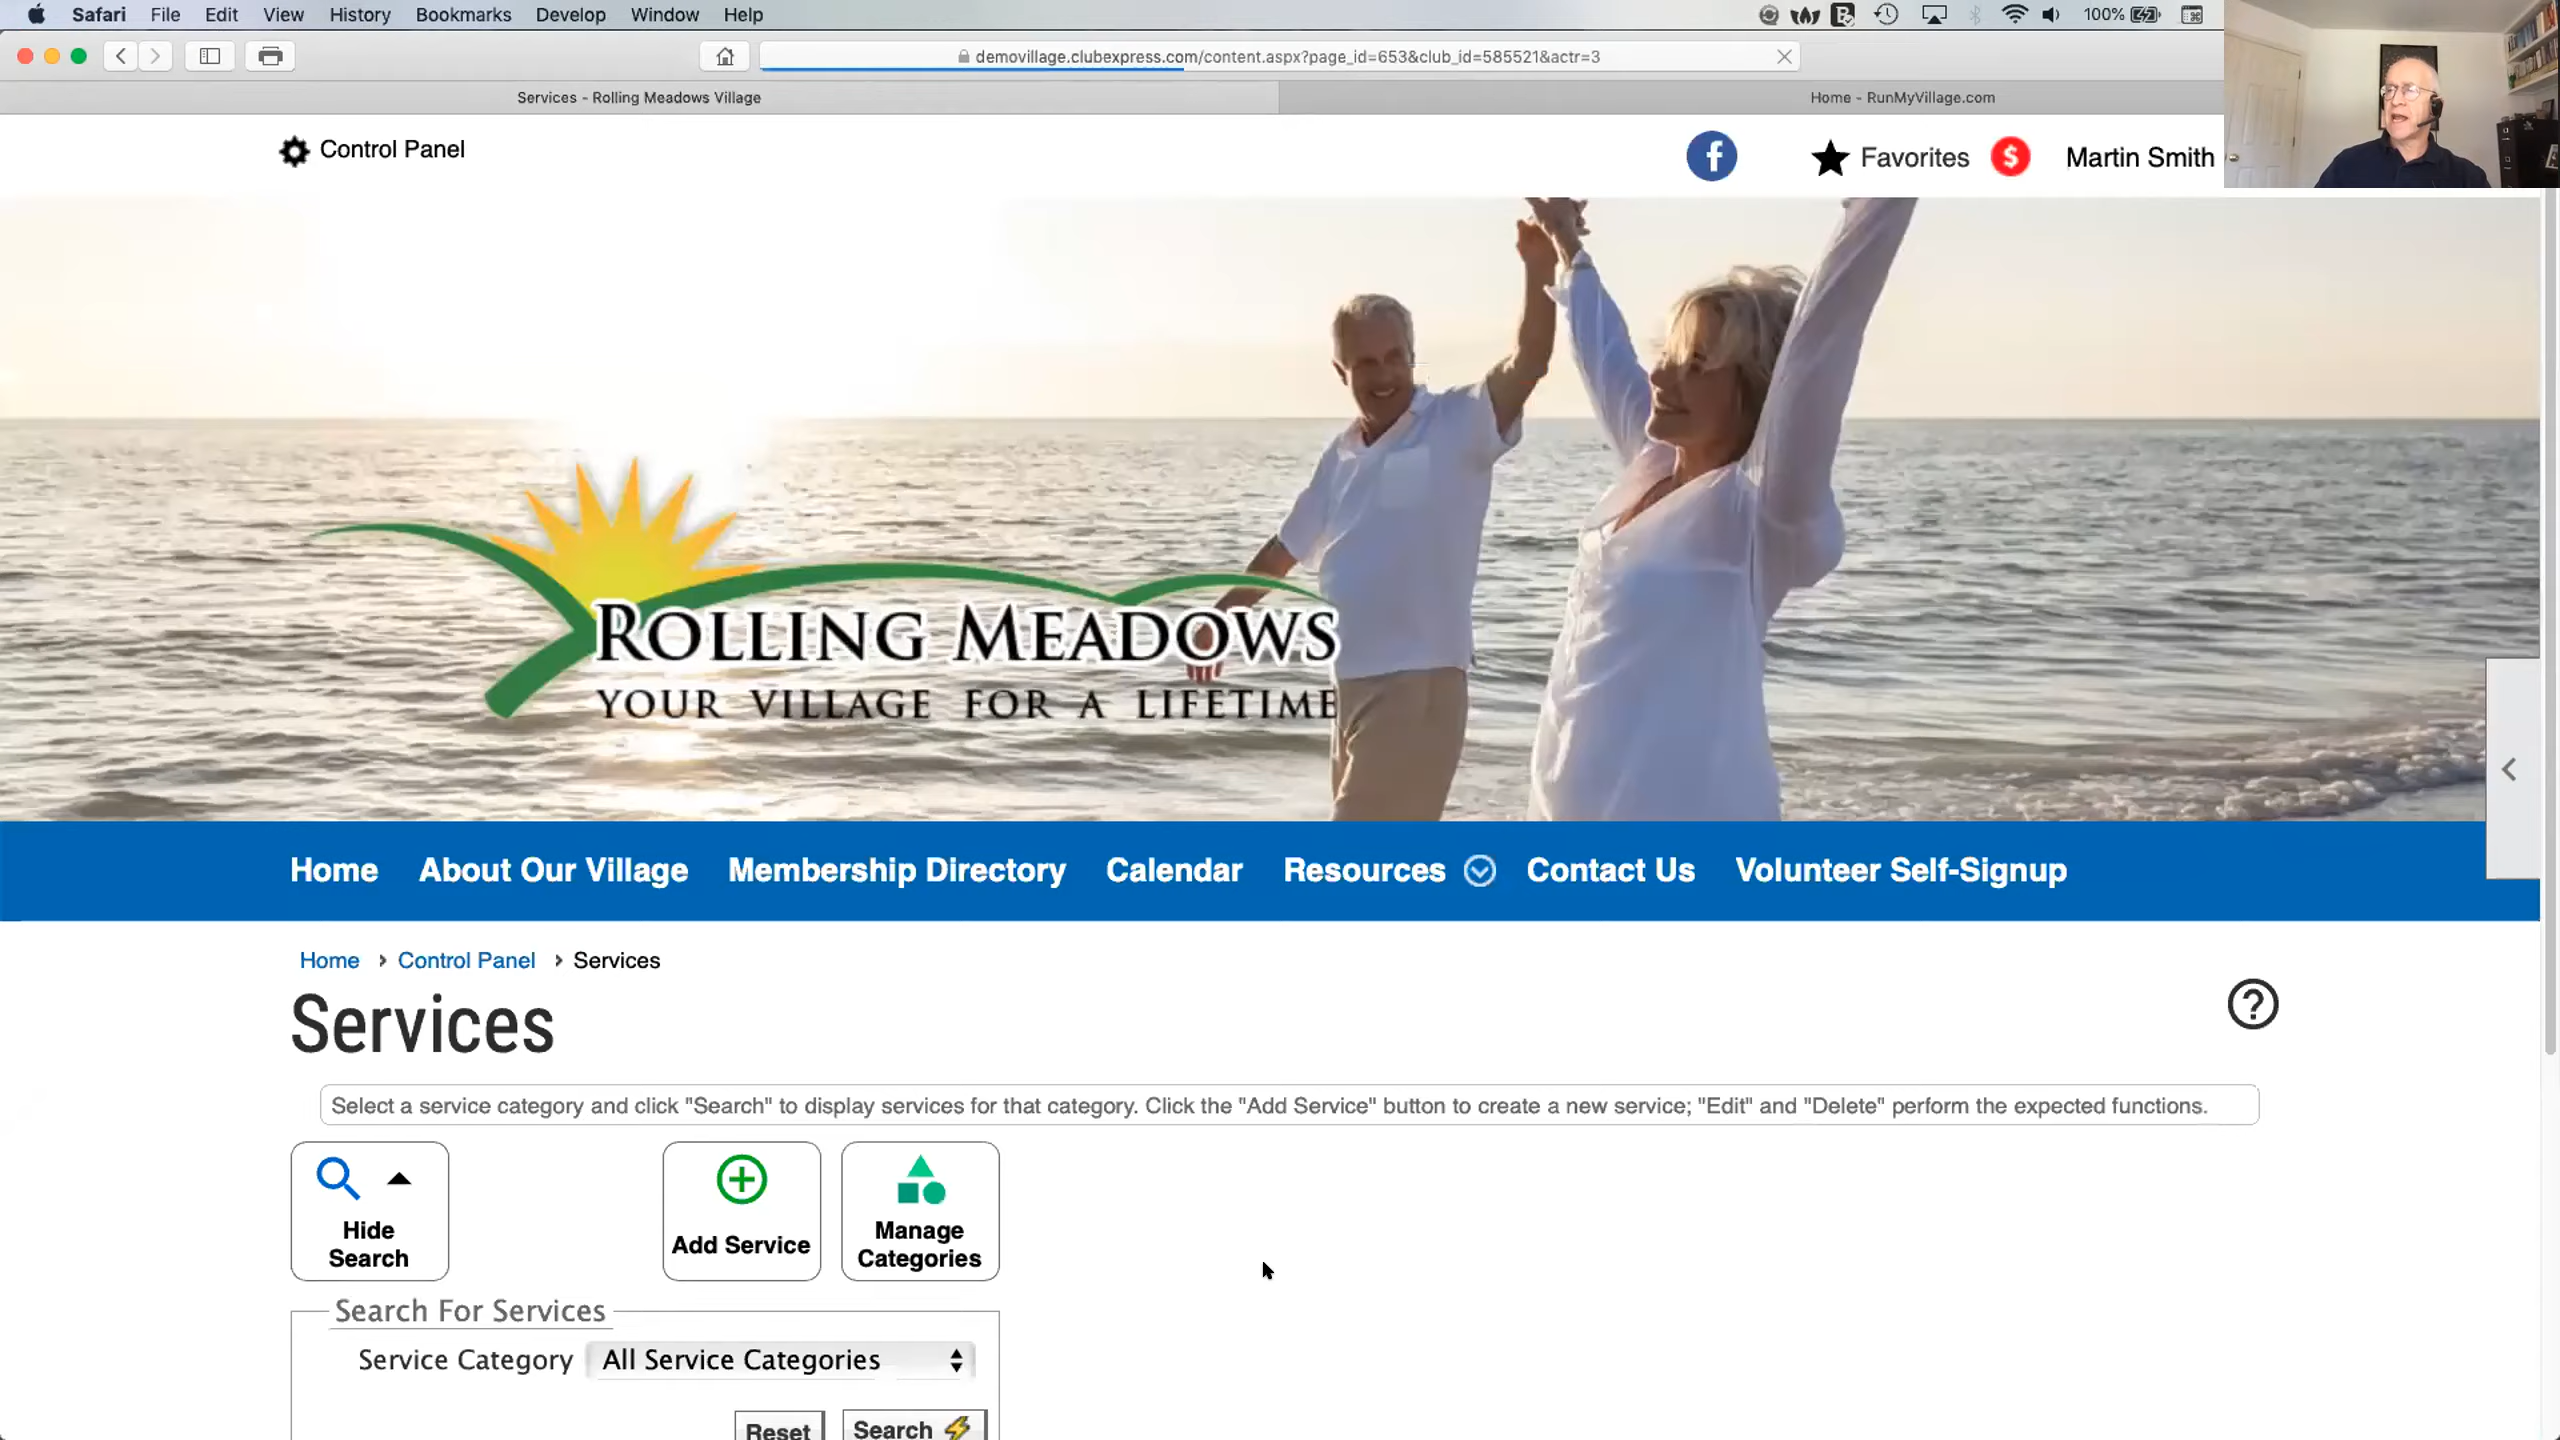 Safari File Edit View History Bookmarks Develop Window Help 100%
demovillage.clubexpress.com/content.aspx?page_id=653&club_id=585521&actr=3
Services - Rolling Meadows Village Home - RunMyVillage.com
Control Panel Favorites $ Martin Smith
ROLLING MEADOWS
YOUR VILLAGE FOR A LIFETIME
Home About Our Village Membership Directory Calendar Resources Contact Us Volunteer Self-Signup
Home › Control Panel › Services
Services
Select a service category and click "Search" to display services for that category. Click the "Add Service" button to create a new service; "Edit" and "Delete" perform the expected functions.
Hide Search
Add Service
Manage Categories
Search For Services
Service Category All Service Categories
Reset Search